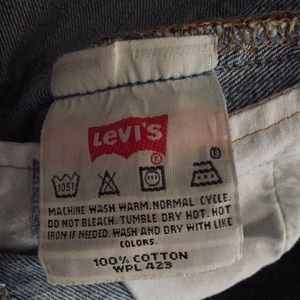 Levi's
®
105F
MACHINE WASH WARM. NORMAL CYCLE.
DO NOT BLEACH. TUMBLE DRY HOT. HOT
IRON IF NEEDED. WASH AND DRY WITH LIKE
COLORS.
100% COTTON
WPL 423